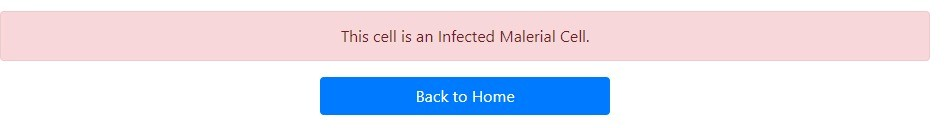 This cell is an Infected Malerial Cell.
Back to Home